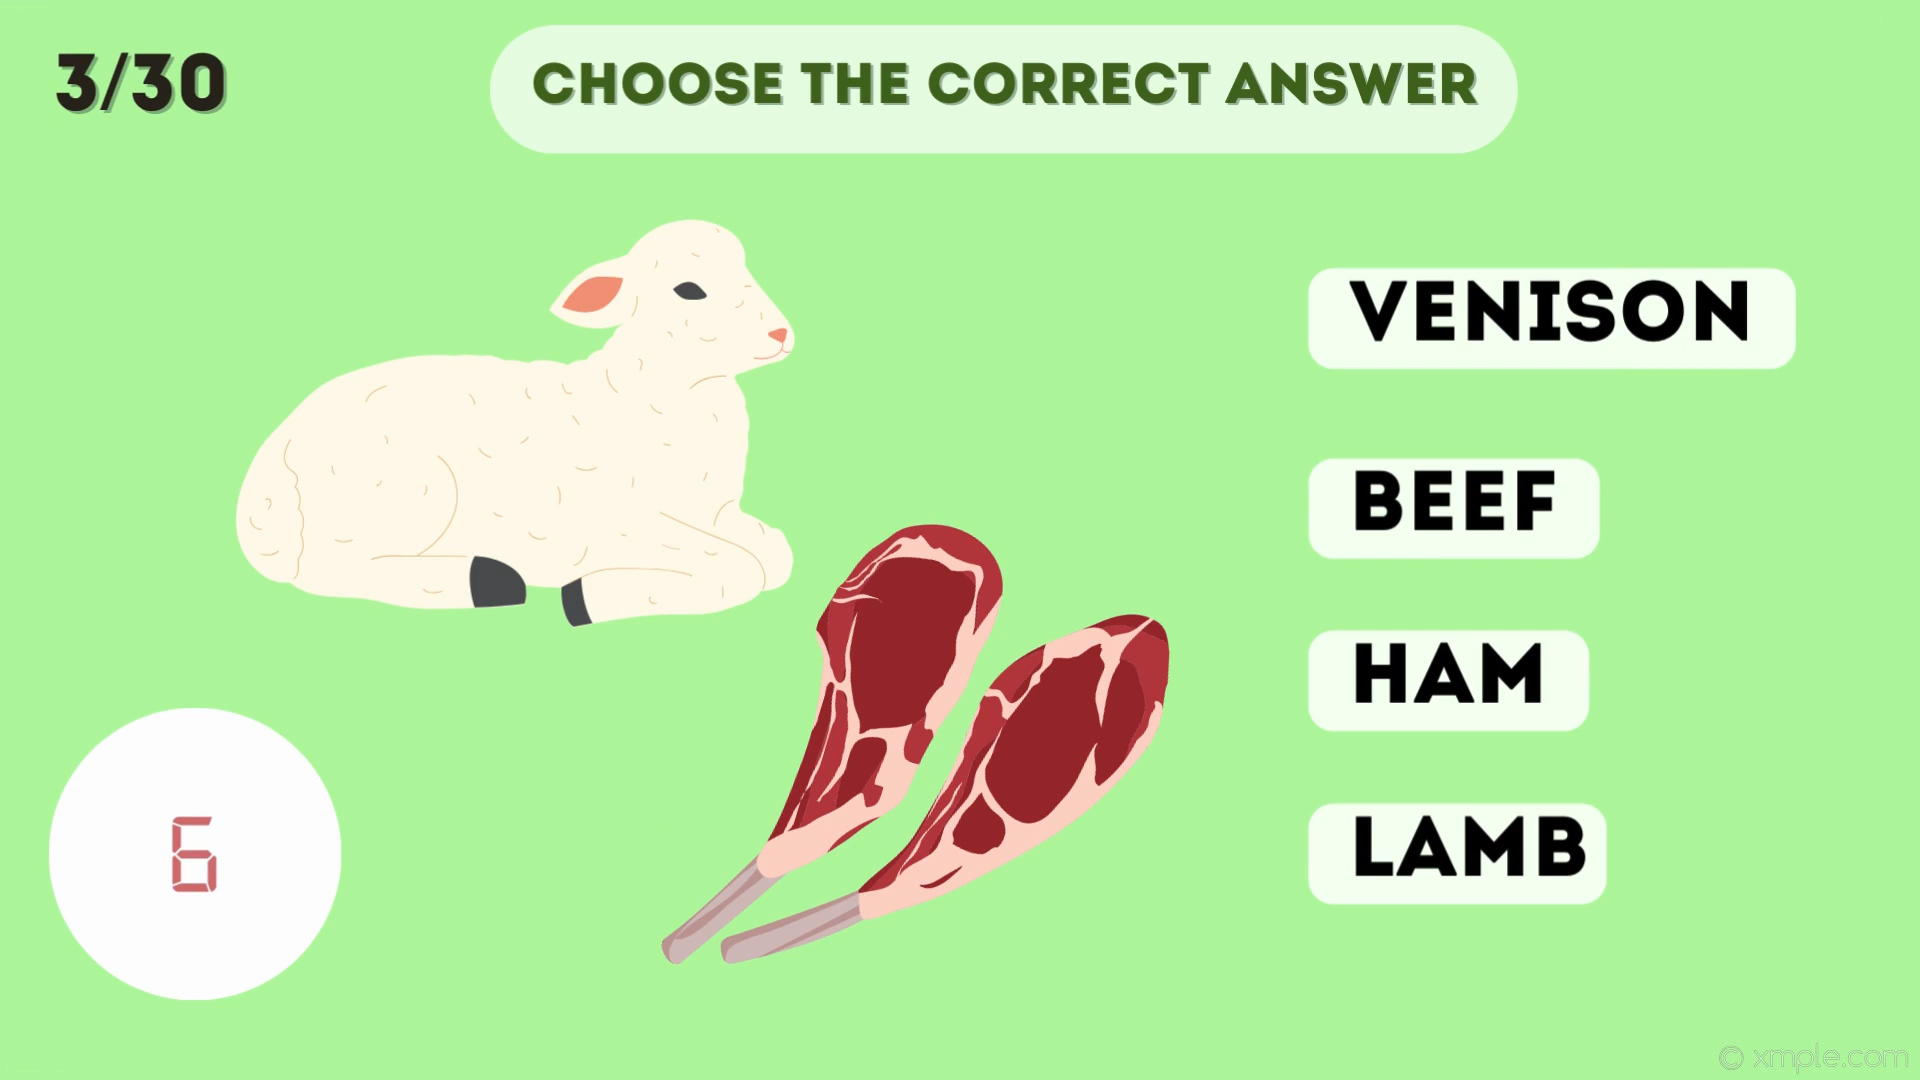 3/30
CHOOSE THE CORRECT ANSWER
VENISON
BEEF
HAM
LAMB
6
© xmple.com